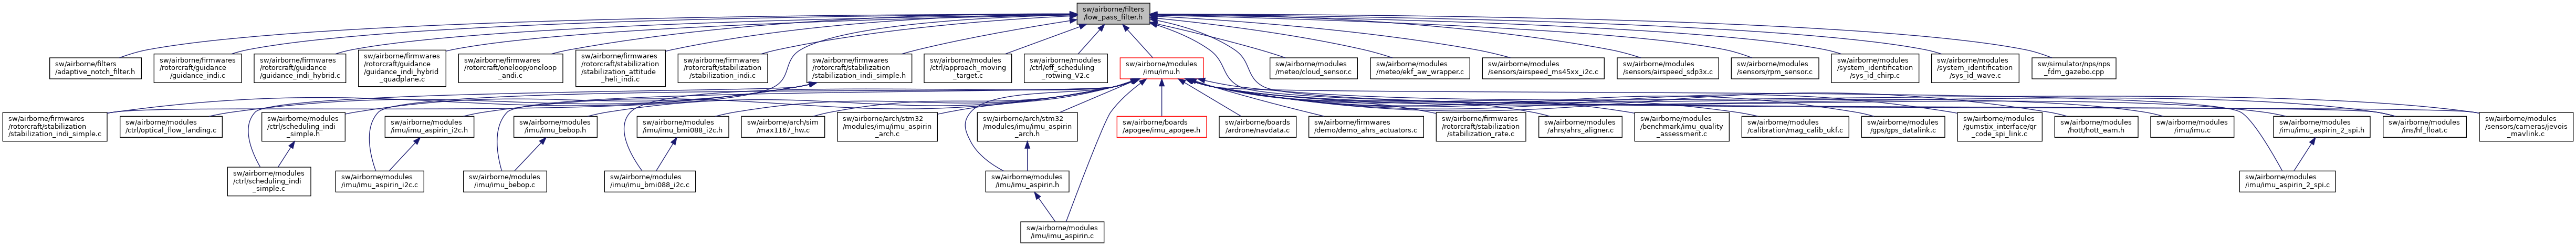 sw/airborne/filters
/low_pass_filter.h
sw/airborne/filters
/adaptive_notch_filter.h
sw/airborne/firmwares
/rotorcraft/guidance
/guidance_indi.c
sw/airborne/firmwares
/rotorcraft/guidance
/guidance_indi_hybrid.c
sw/airborne/firmwares
/rotorcraft/guidance
/guidance_indi_hybrid
_quadplane.c
sw/airborne/firmwares
/rotorcraft/oneloop/oneloop
_andi.c
sw/airborne/firmwares
/rotorcraft/stabilization
/stabilization_attitude
_heli_indi.c
sw/airborne/firmwares
/rotorcraft/stabilization
/stabilization_indi.c
sw/airborne/firmwares
/rotorcraft/stabilization
/stabilization_indi_simple.h
sw/airborne/modules
/ctrl/approach_moving
_target.c
sw/airborne/modules
/ctrl/eff_scheduling
_rotwing_V2.c
sw/airborne/modules
/imu/imu.h
sw/airborne/modules
/meteo/cloud_sensor.c
sw/airborne/modules
/meteo/ekf_aw_wrapper.c
sw/airborne/modules
/sensors/airspeed_ms45xx_i2c.c
sw/airborne/modules
/sensors/airspeed_sdp3x.c
sw/airborne/modules
/sensors/rpm_sensor.c
sw/airborne/modules
/system_identification
/sys_id_chirp.c
sw/airborne/modules
/system_identification
/sys_id_wave.c
sw/simulator/nps/nps
_fdm_gazebo.cpp
sw/airborne/firmwares
/rotorcraft/stabilization
/stabilization_indi_simple.c
sw/airborne/modules
/ctrl/optical_flow_landing.c
sw/airborne/modules
/ctrl/scheduling_indi
_simple.h
sw/airborne/modules
/imu/imu_aspirin_i2c.h
sw/airborne/modules
/imu/imu_bebop.h
sw/airborne/modules
/imu/imu_bmi088_i2c.h
sw/airborne/arch/sim
/max1167_hw.c
sw/airborne/arch/stm32
/modules/imu/imu_aspirin
_arch.c
sw/airborne/arch/stm32
/modules/imu/imu_aspirin
_arch.h
sw/airborne/boards
/apogee/imu_apogee.h
sw/airborne/boards
/ardrone/navdata.c
sw/airborne/firmwares
/demo/demo_ahrs_actuators.c
sw/airborne/firmwares
/rotorcraft/stabilization
/stabilization_rate.c
sw/airborne/modules
/ahrs/ahrs_aligner.c
sw/airborne/modules
/benchmark/imu_quality
_assessment.c
sw/airborne/modules
/calibration/mag_calib_ukf.c
sw/airborne/modules
/gps/gps_datalink.c
sw/airborne/modules
/gumstix_interface/qr
_code_spi_link.c
sw/airborne/modules
/hott/hott_eam.h
sw/airborne/modules
/imu/imu.c
sw/airborne/modules
/imu/imu_aspirin_2_spi.h
sw/airborne/modules
/ins/hf_float.c
sw/airborne/modules
/sensors/cameras/jevois
_mavlink.c
sw/airborne/modules
/ctrl/scheduling_indi
_simple.c
sw/airborne/modules
/imu/imu_aspirin_i2c.c
sw/airborne/modules
/imu/imu_bebop.c
sw/airborne/modules
/imu/imu_bmi088_i2c.c
sw/airborne/modules
/imu/imu_aspirin.h
sw/airborne/modules
/imu/imu_aspirin_2_spi.c
sw/airborne/modules
/imu/imu_aspirin.c